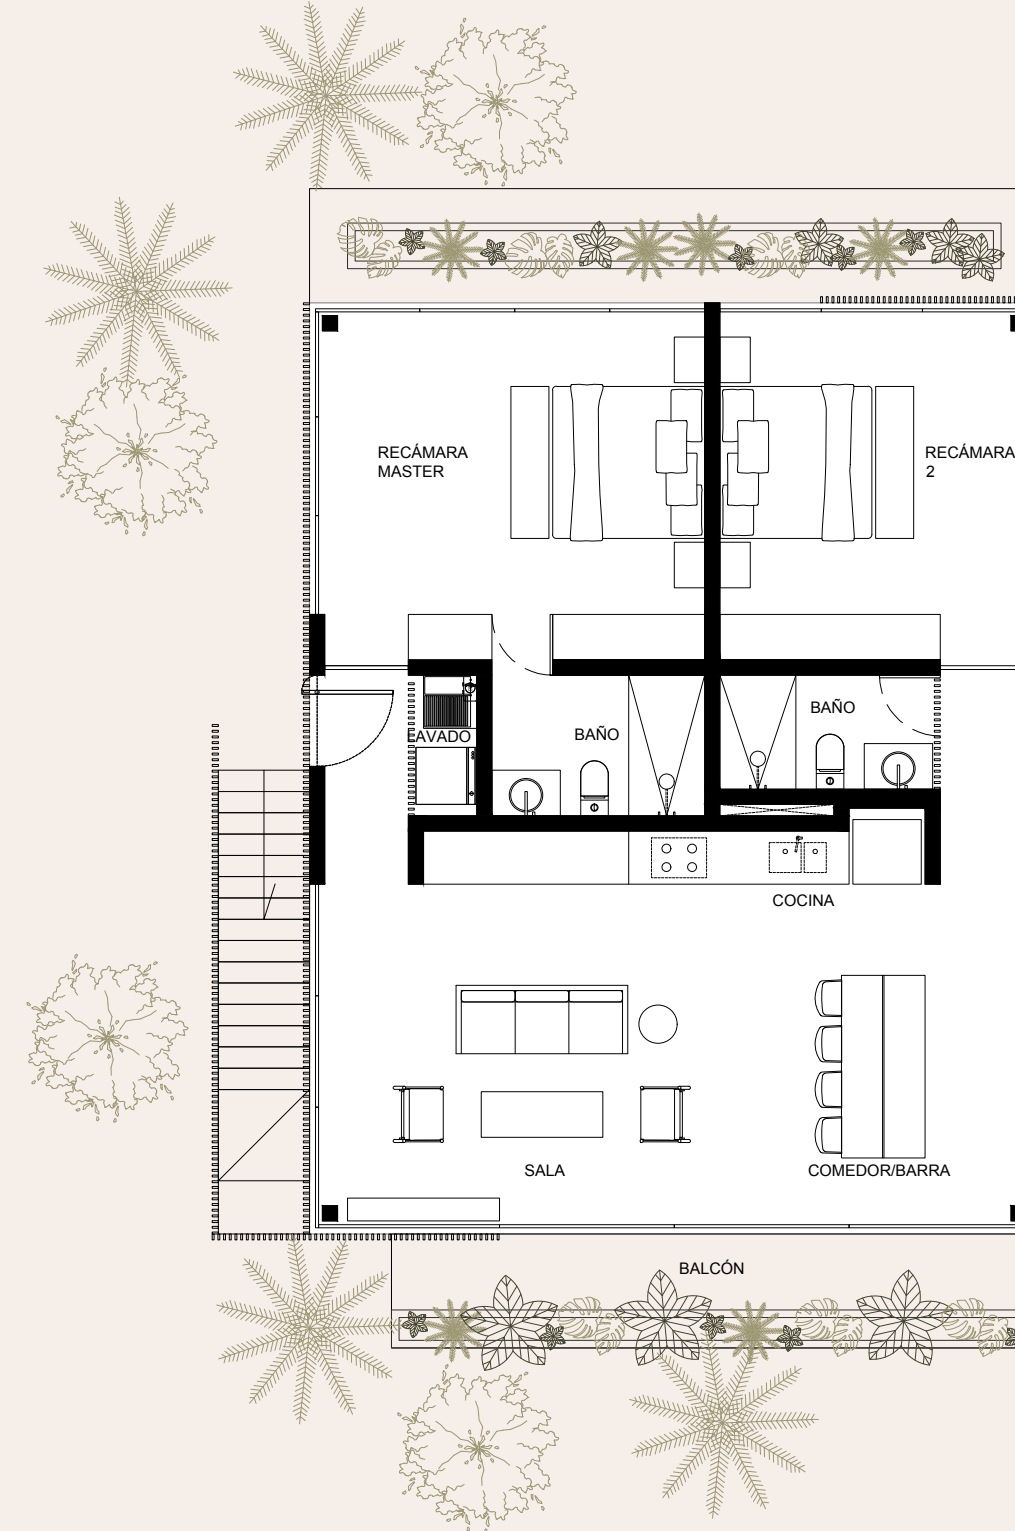 RECÁMARA
MASTER
RECÁMARA
2
BAÑO
LAVADO
BAÑO
COCINA
SALA
COMEDOR/BARRA
BALCÓN